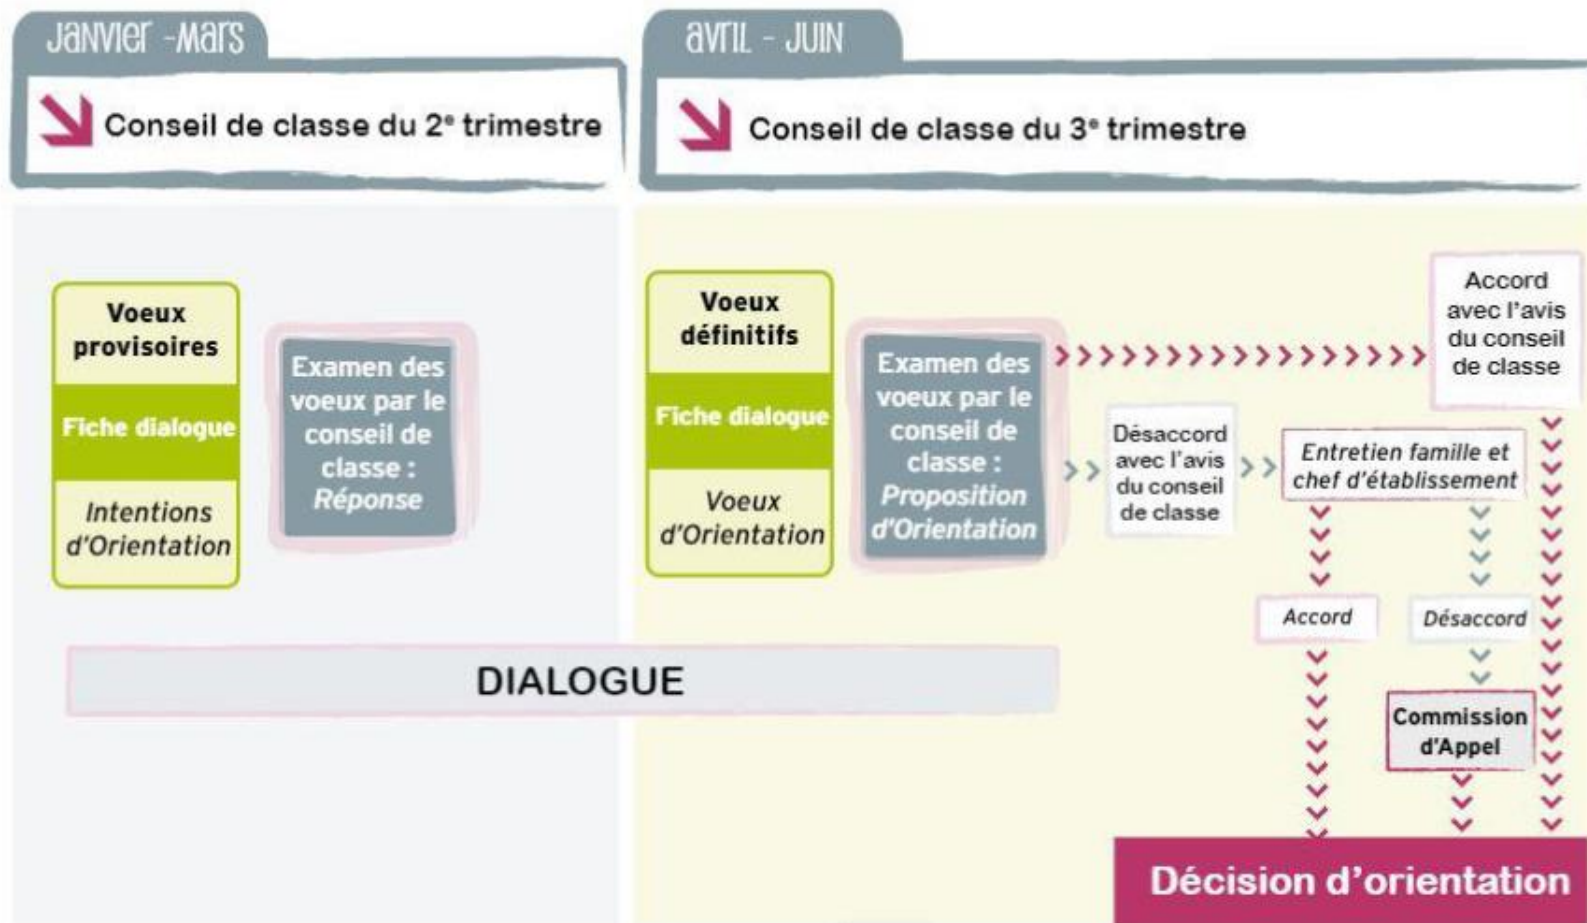 Janvier -Mars
Conseil de classe du 2e trimestre
Voeux
provisoires
Fiche dialogue
Intentions
d'Orientation
Examen des
voeux par le
conseil de
classe :
Réponse
avril - JUIN
Conseil de classe du 3e trimestre
Voeux
définitifs
Fiche dialogue
Voeux
d'Orientation
Examen des
voeux par le
conseil de
classe :
Proposition
d'Orientation
Accord
avec l'avis
du conseil
de classe
Désaccord
avec l'avis
du conseil
de classe
Entretien famille et
chef d'établissement
Accord
Désaccord
Commission
d'Appel
DIALOGUE
Décision d'orientation